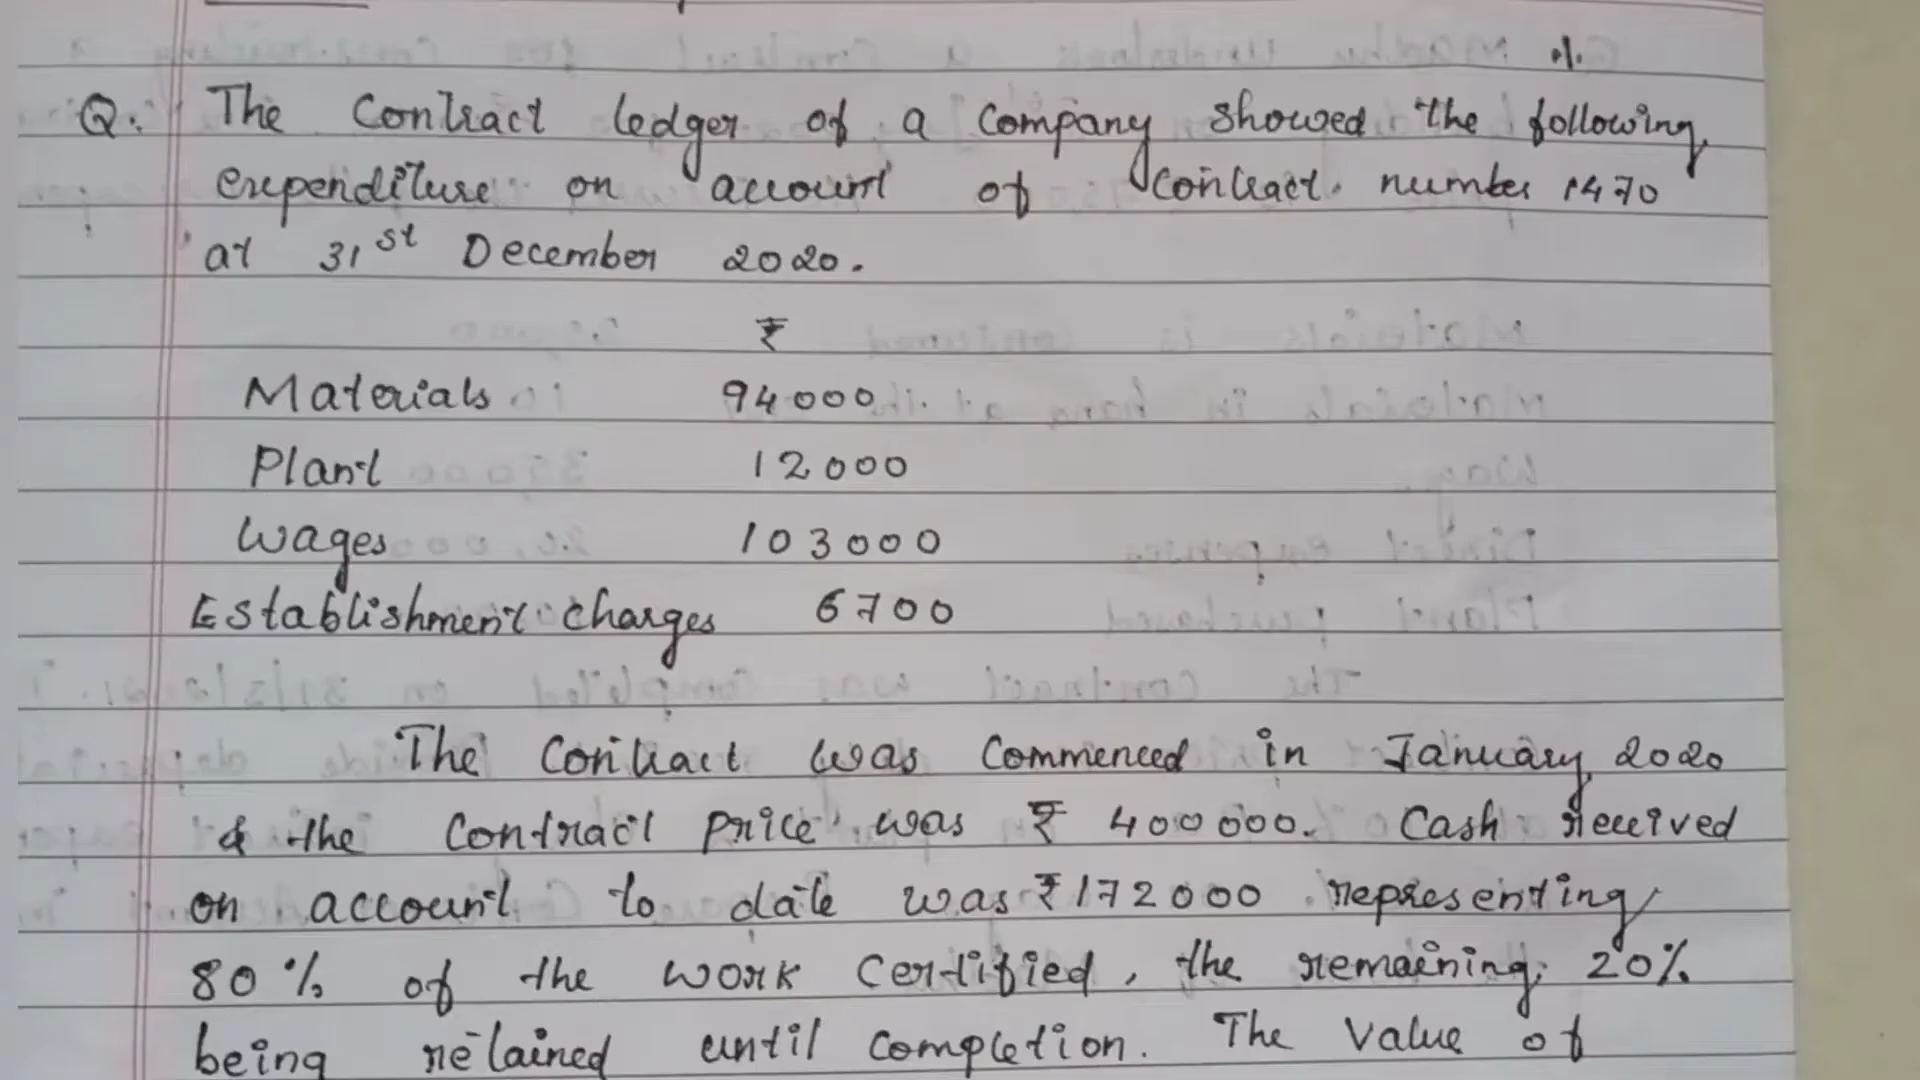 Q. The Contract ledger of a Company showed the following
expenditure on account of Contract number 1470
at 31st December 2020.
₹
Materials 94000
Plant 12000
Wages 103000
Establishment charges 6700
The Contract was Commenced in January 2020
& the Contract price was ₹ 400000. Cash received
on account to date was ₹172000 representing
80% of the work Certified, the remaining 20%
being retained until completion. The Value of